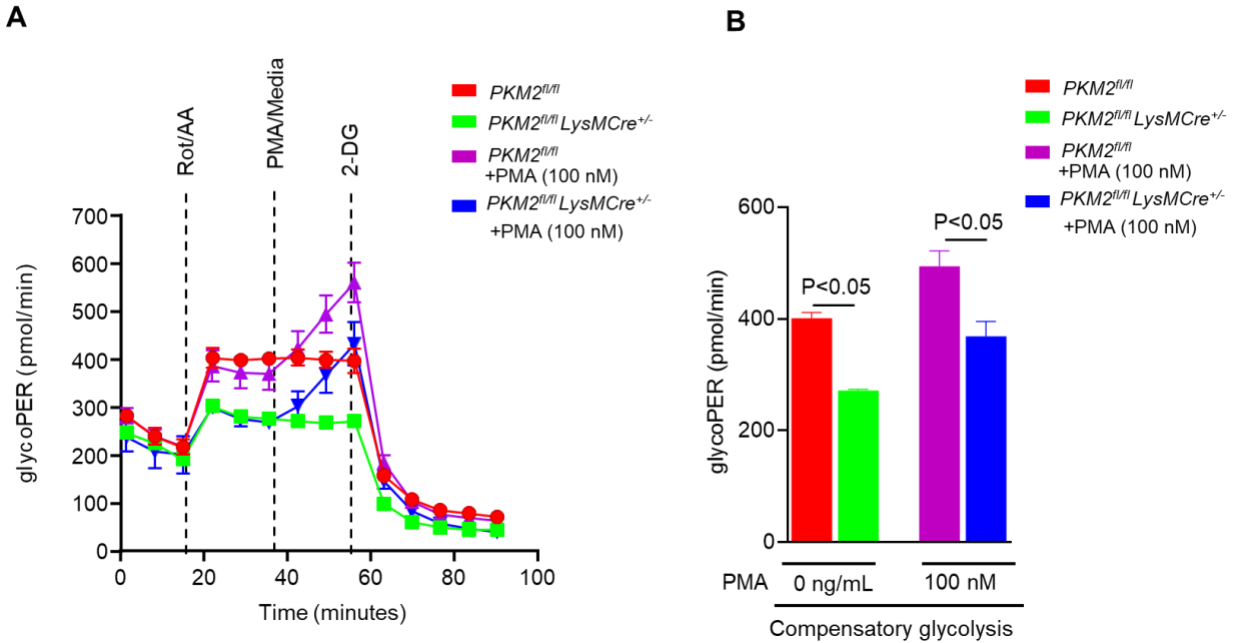 A
Rot/AA
PMA/Media
2-DG
PKM2fl/fl
PKM2fl/fl LysMCre+/-
PKM2fl/fl
+PMA (100 nM)
PKM2fl/fl LysMCre+/-
+PMA (100 nM)
glycoPER (pmol/min)
700
600
500
400
300
200
100
0
0 20 40 60 80 100
Time (minutes)
B
PKM2fl/fl
PKM2fl/fl LysMCre+/-
PKM2fl/fl
+PMA (100 nM)
PKM2fl/fl LysMCre+/-
+PMA (100 nM)
glycoPER (pmol/min)
600
400
200
0
P<0.05
P<0.05
PMA 0 ng/mL 100 nM
Compensatory glycolysis